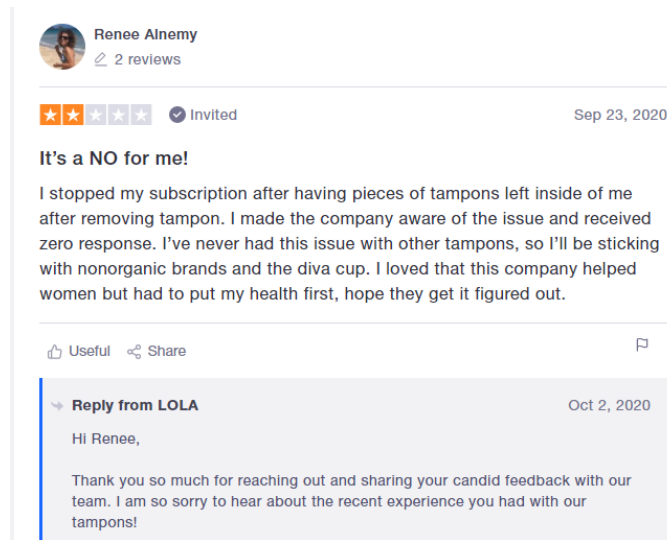 Renee Alnemy
2 reviews
Invited
Sep 23, 2020
It's a NO for me!
I stopped my subscription after having pieces of tampons left inside of me
after removing tampon. I made the company aware of the issue and received
zero response. I've never had this issue with other tampons, so I'll be sticking
with nonorganic brands and the diva cup. I loved that this company helped
women but had to put my health first, hope they get it figured out.
Useful
Share
Reply from LOLA
Oct 2, 2020
Hi Renee,
Thank you so much for reaching out and sharing your candid feedback with our
team. I am so sorry to hear about the recent experience you had with our
tampons!